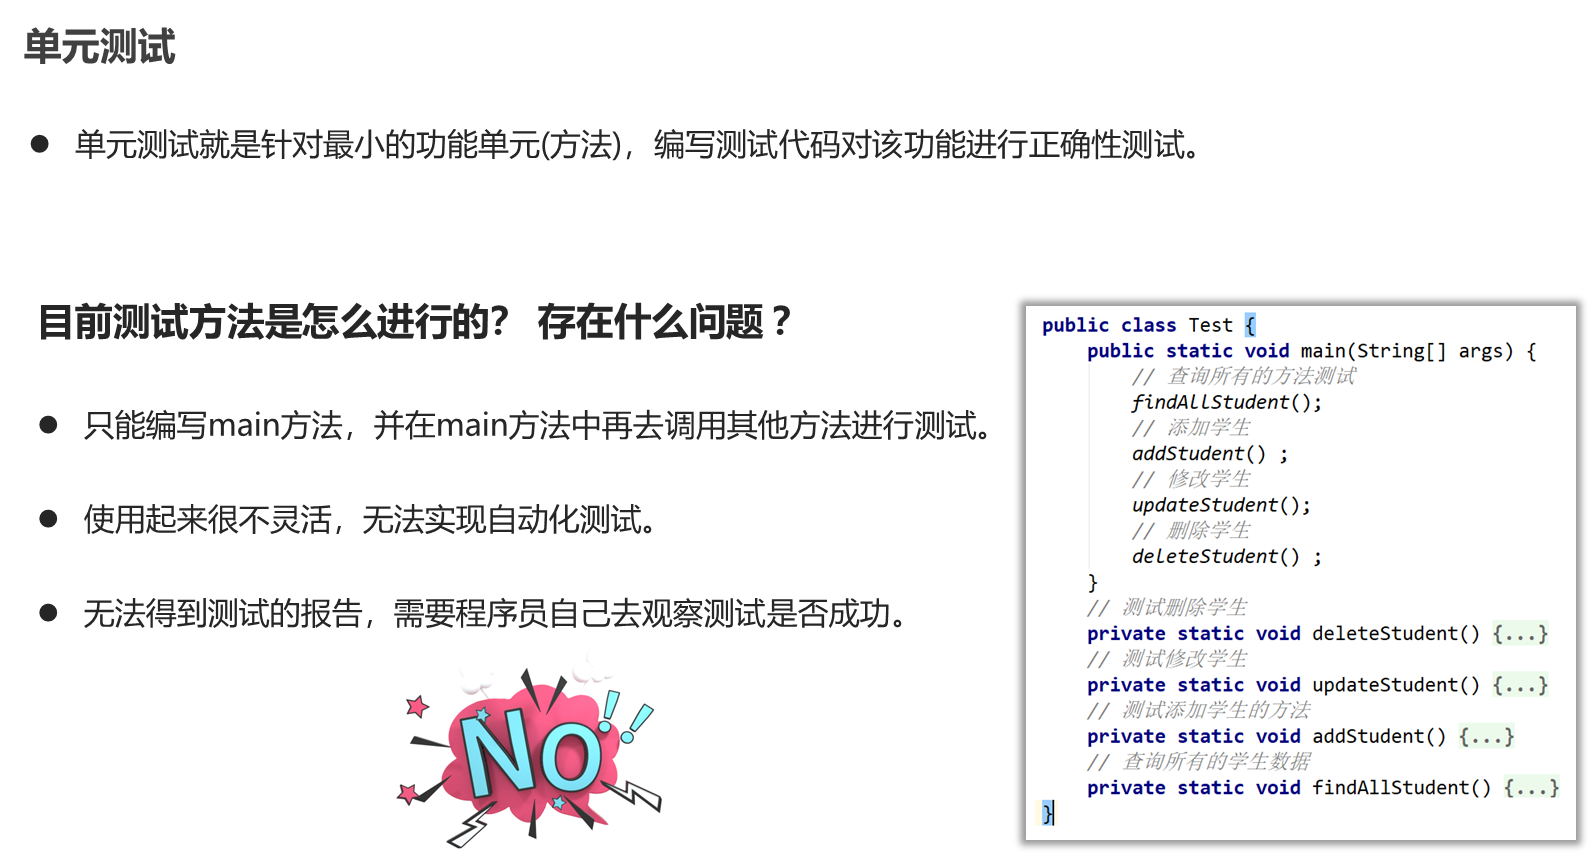 单元测试
● 单元测试就是针对最小的功能单元(方法)，编写测试代码对该功能进行正确性测试。
目前测试方法是怎么进行的？ 存在什么问题？
● 只能编写main方法，并在main方法中再去调用其他方法进行测试。
● 使用起来很不灵活，无法实现自动化测试。
● 无法得到测试的报告，需要程序员自己去观察测试是否成功。
No!!
public class Test {
    public static void main(String[] args) {
        // 查询所有的方法测试
        findAllStudent();
        // 添加学生
        addStudent() ;
        // 修改学生
        updateStudent();
        // 删除学生
        deleteStudent() ;
    }
    // 测试删除学生
    private static void deleteStudent() {...}
    // 测试修改学生
    private static void updateStudent() {...}
    // 测试添加学生的方法
    private static void addStudent() {...}
    // 查询所有的学生数据
    private static void findAllStudent() {...}
}